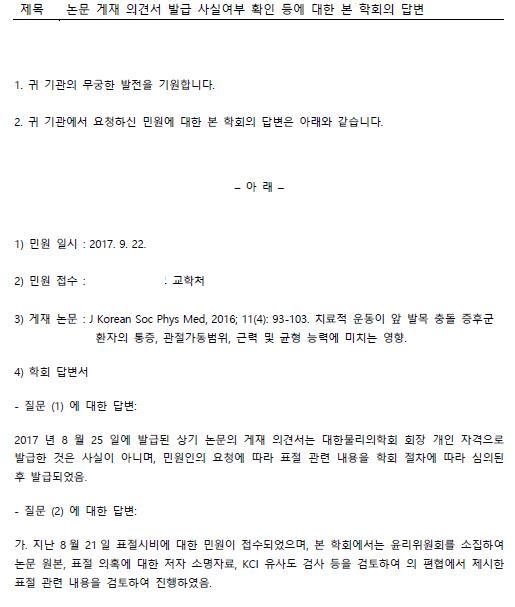 제목 논문 게재 의견서 발급 사실여부 확인 등에 대한 본 학회의 답변
1. 귀 기관의 무궁한 발전을 기원합니다.
2. 귀 기관에서 요청하신 민원에 대한 본 학회의 답변은 아래와 같습니다.
– 아 래 –
1) 민원 일시 : 2017. 9. 22.
2) 민원 접수 : 교학처
3) 게재 논문 : J Korean Soc Phys Med, 2016; 11(4): 93-103. 치료적 운동이 앞 발목 충돌 증후군
환자의 통증, 관절가동범위, 근력 및 균형 능력에 미치는 영향.
4) 학회 답변서
- 질문 (1) 에 대한 답변:
2017 년 8 월 25 일에 발급된 상기 논문의 게재 의견서는 대한물리의학회 회장 개인 자격으로
발급한 것은 사실이 아니며, 민원인의 요청에 따라 표절 관련 내용을 학회 절차에 따라 심의된
후 발급되었음.
- 질문 (2) 에 대한 답변:
가. 지난 8 월 21 일 표절시비에 대한 민원이 접수되었으며, 본 학회에서는 윤리위원회를 소집하여
논문 원본, 표절 의혹에 대한 저자 소명자료, KCI 유사도 검사 등을 검토하여 의 편협에서 제시한
표절 관련 내용을 검토하여 진행하였음.